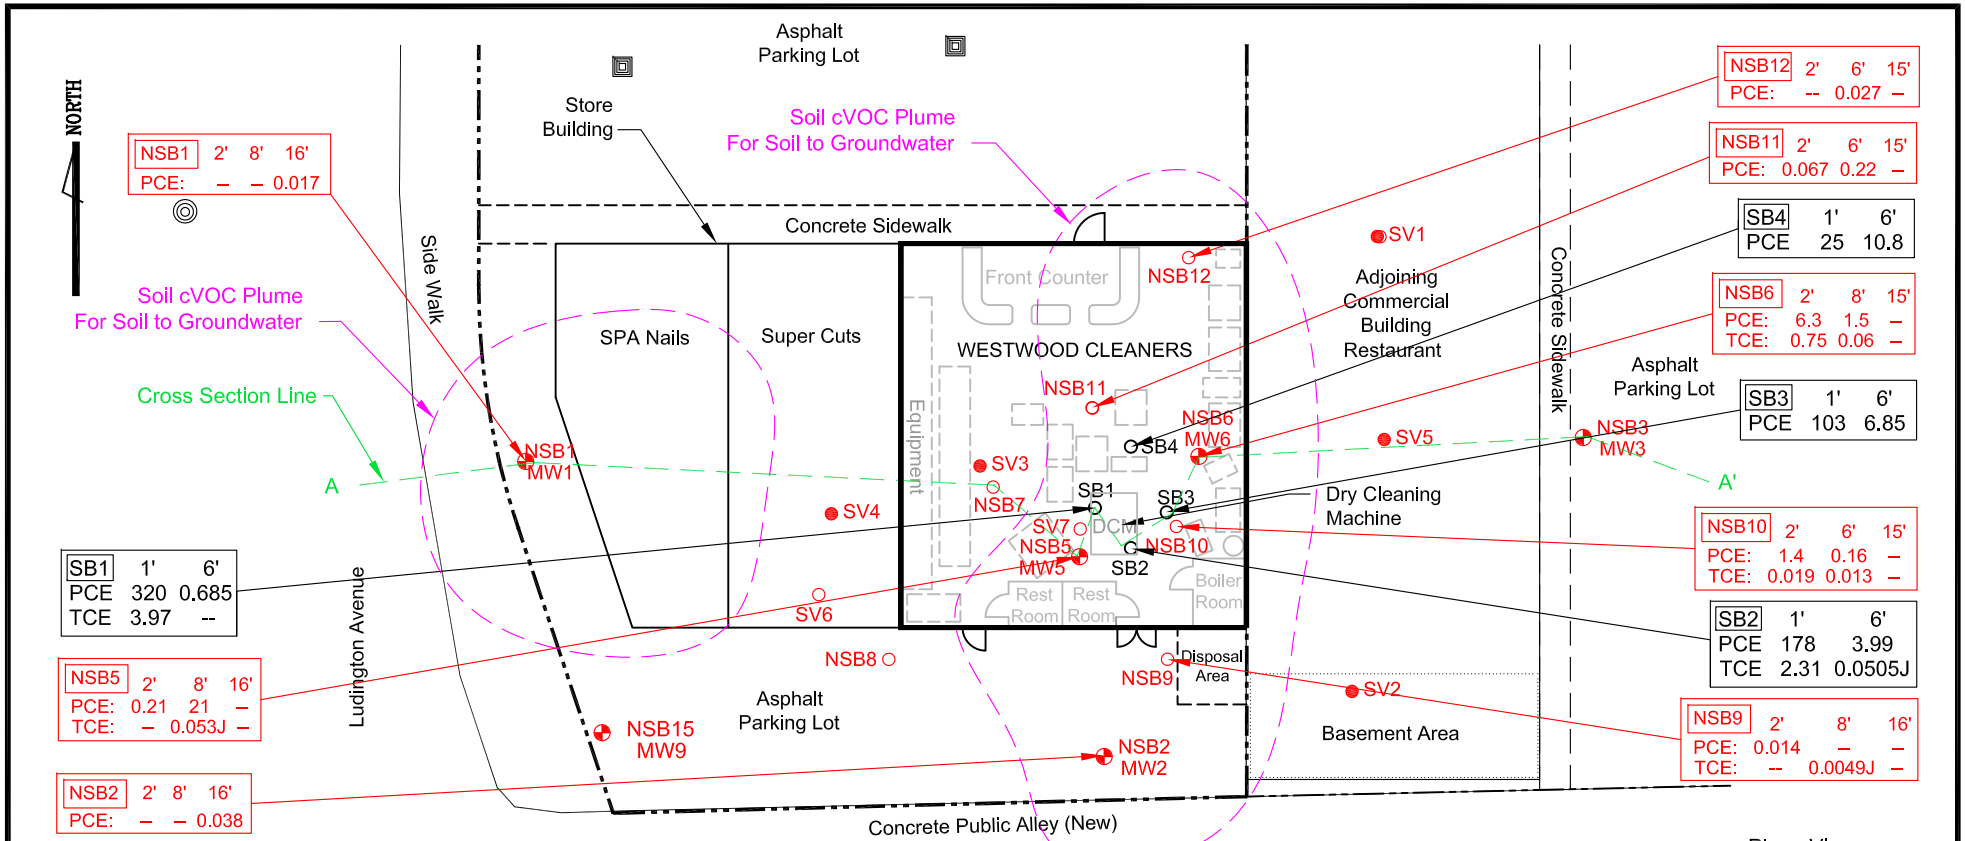 Asphalt
Parking Lot
NORTH
Store
Building
Soil cVOC Plume
For Soil to Groundwater
NSB12 2' 6' 15'
PCE: -- 0.027 –
NSB11 2' 6' 15'
PCE: 0.067 0.22 –
NSB1 2' 8' 16'
PCE: – – 0.017
SB4 1' 6'
PCE 25 10.8
Concrete Sidewalk
Side Walk
Front Counter
NSB12
SV1
Adjoining
Commercial
Building
Restaurant
Concrete Sidewalk
NSB6 2' 8' 15'
PCE: 6.3 1.5 –
TCE: 0.75 0.06 –
Soil cVOC Plume
For Soil to Groundwater
SPA Nails
Super Cuts
WESTWOOD CLEANERS
Asphalt
Parking Lot
Cross Section Line
NSB11
Equipment
NSB6
MW6
SB4
SV5
NSB3
MW3
SB3 1' 6'
PCE 103 6.85
A
NSB1
MW1
SV3
NSB7
SB1
SB3
A'
Dry Cleaning
Machine
SV4
SV7
DCM
NSB5
MW5
NSB10
SB2
NSB10 2' 6' 15'
PCE: 1.4 0.16 –
TCE: 0.019 0.013 –
SB1 1' 6'
PCE 320 0.685
TCE 3.97 --
Ludington Avenue
SV6
Rest
Room
Rest
Room
Boiler
Room
SB2 1' 6'
PCE 178 3.99
TCE 2.31 0.0505J
NSB5 2' 8' 16'
PCE: 0.21 21 –
TCE: – 0.053J –
NSB8
NSB9
Disposal
Area
SV2
Asphalt
Parking Lot
NSB15
MW9
NSB2
MW2
Basement Area
NSB9 2' 8' 16'
PCE: 0.014 – –
TCE: -- 0.0049J –
NSB2 2' 8' 16'
PCE: – – 0.038
Concrete Public Alley (New)